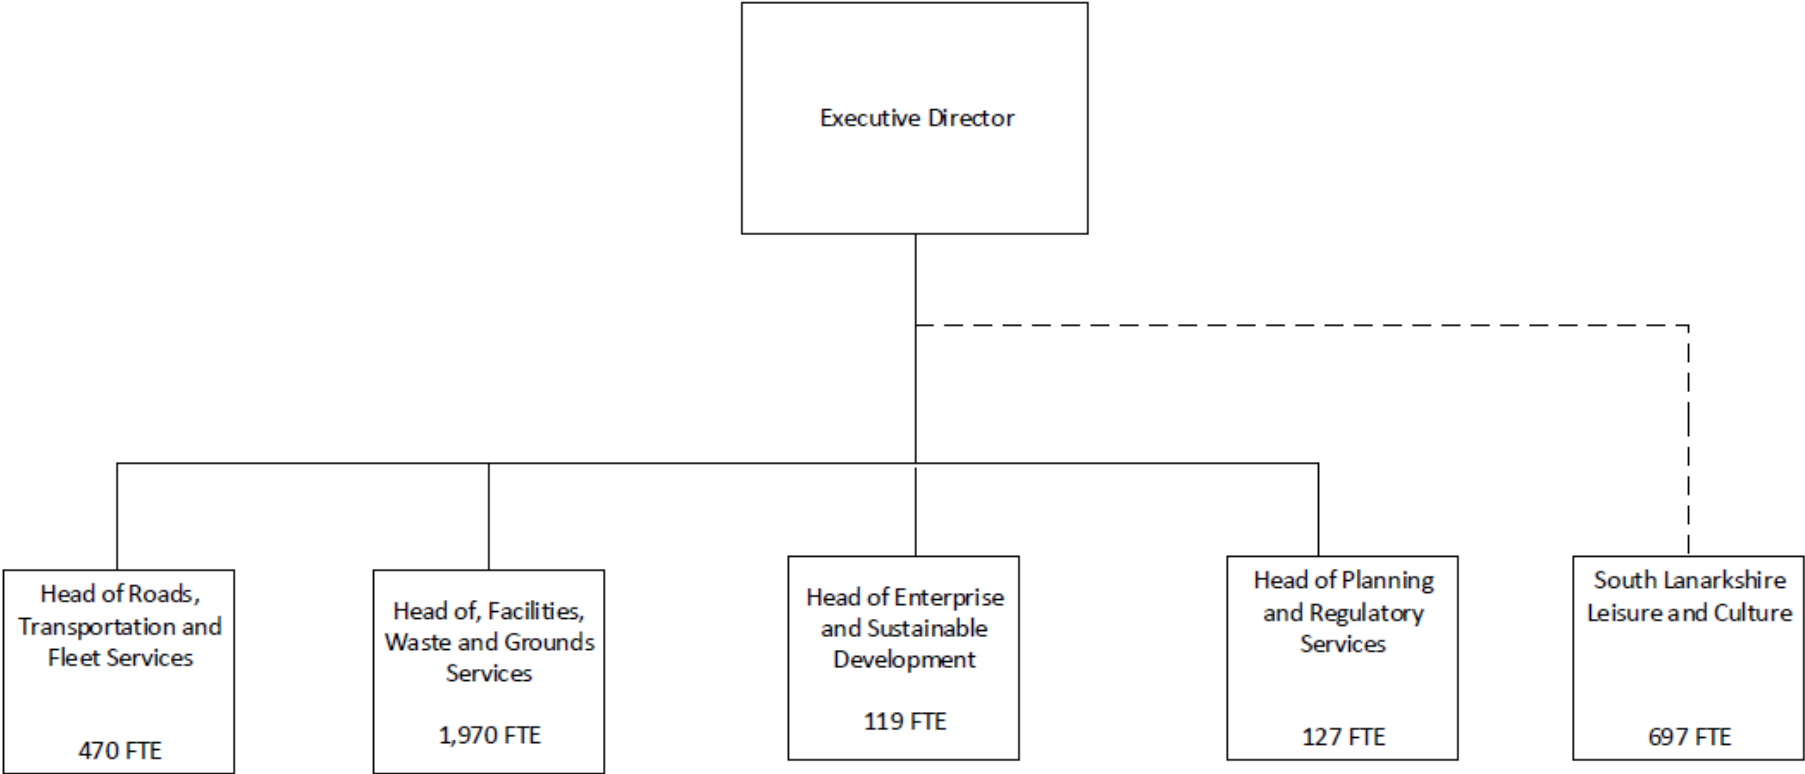 Executive Director
Head of Roads,
Transportation and
Fleet Services
470 FTE
Head of, Facilities,
Waste and Grounds
Services
1,970 FTE
Head of Enterprise
and Sustainable
Development
119 FTE
Head of Planning
and Regulatory
Services
127 FTE
South Lanarkshire
Leisure and Culture
697 FTE